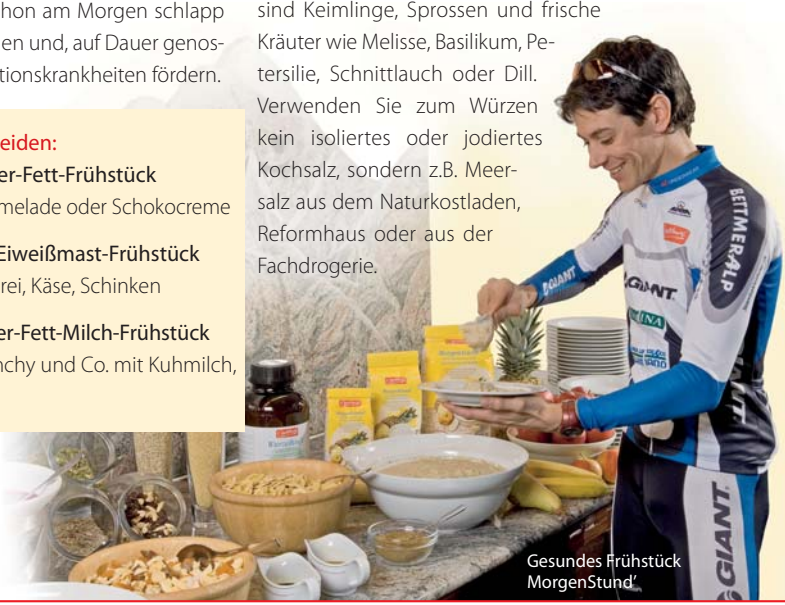 chon am Morgen schlapp
en und, auf Dauer genos-
tionskrankheiten fördern.
eiden:
er-Fett-Frühstück
melade oder Schokocreme
Eiweißmast-Frühstück
rei, Käse, Schinken
er-Fett-Milch-Frühstück
nchy und Co. mit Kuhmilch,
sind Keimlinge, Sprossen und frische
Kräuter wie Melisse, Basilikum, Pe-
tersilie, Schnittlauch oder Dill.
Verwenden Sie zum Würzen
kein isoliertes oder jodiertes
Kochsalz, sondern z.B. Meer-
salz aus dem Naturkostladen,
Reformhaus oder aus der
Fachdrogerie.
BETTMERALP
GIANT
GIANT
GIANT
Gesundes Frühstück
MorgenStund'